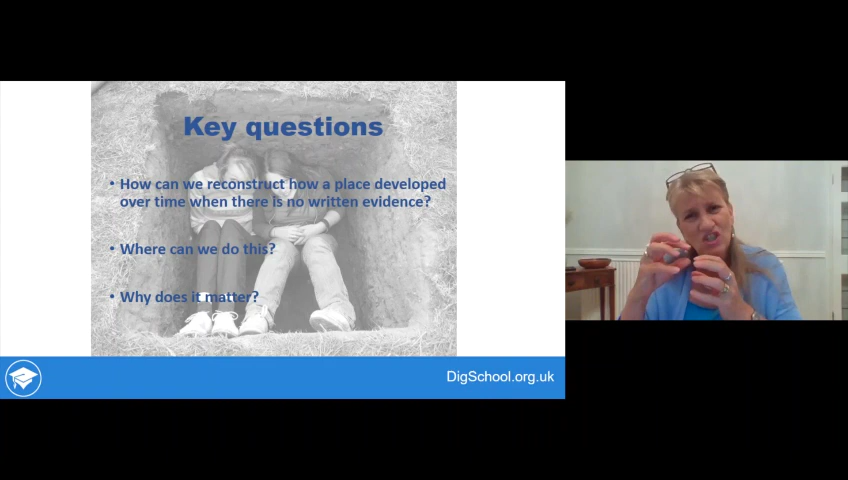 Key questions
• How can we reconstruct how a place developed
over time when there is no written evidence?
• Where can we do this?
• Why does it matter?
DigSchool.org.uk